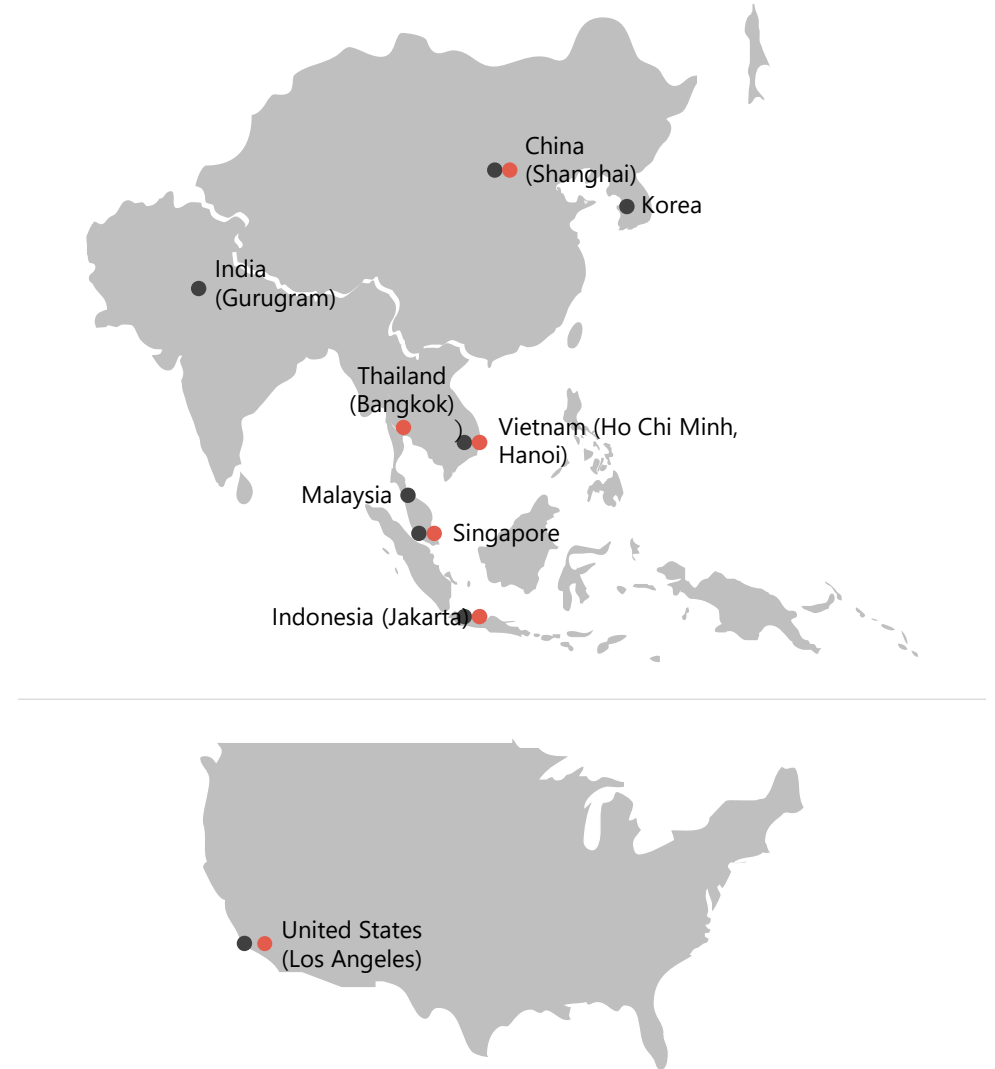 China
(Shanghai)
Korea
India
(Gurugram)
Thailand
(Bangkok)
)
Vietnam (Ho Chi Minh,
Hanoi)
Malaysia
Singapore
Indonesia (Jakarta)
United States
(Los Angeles)